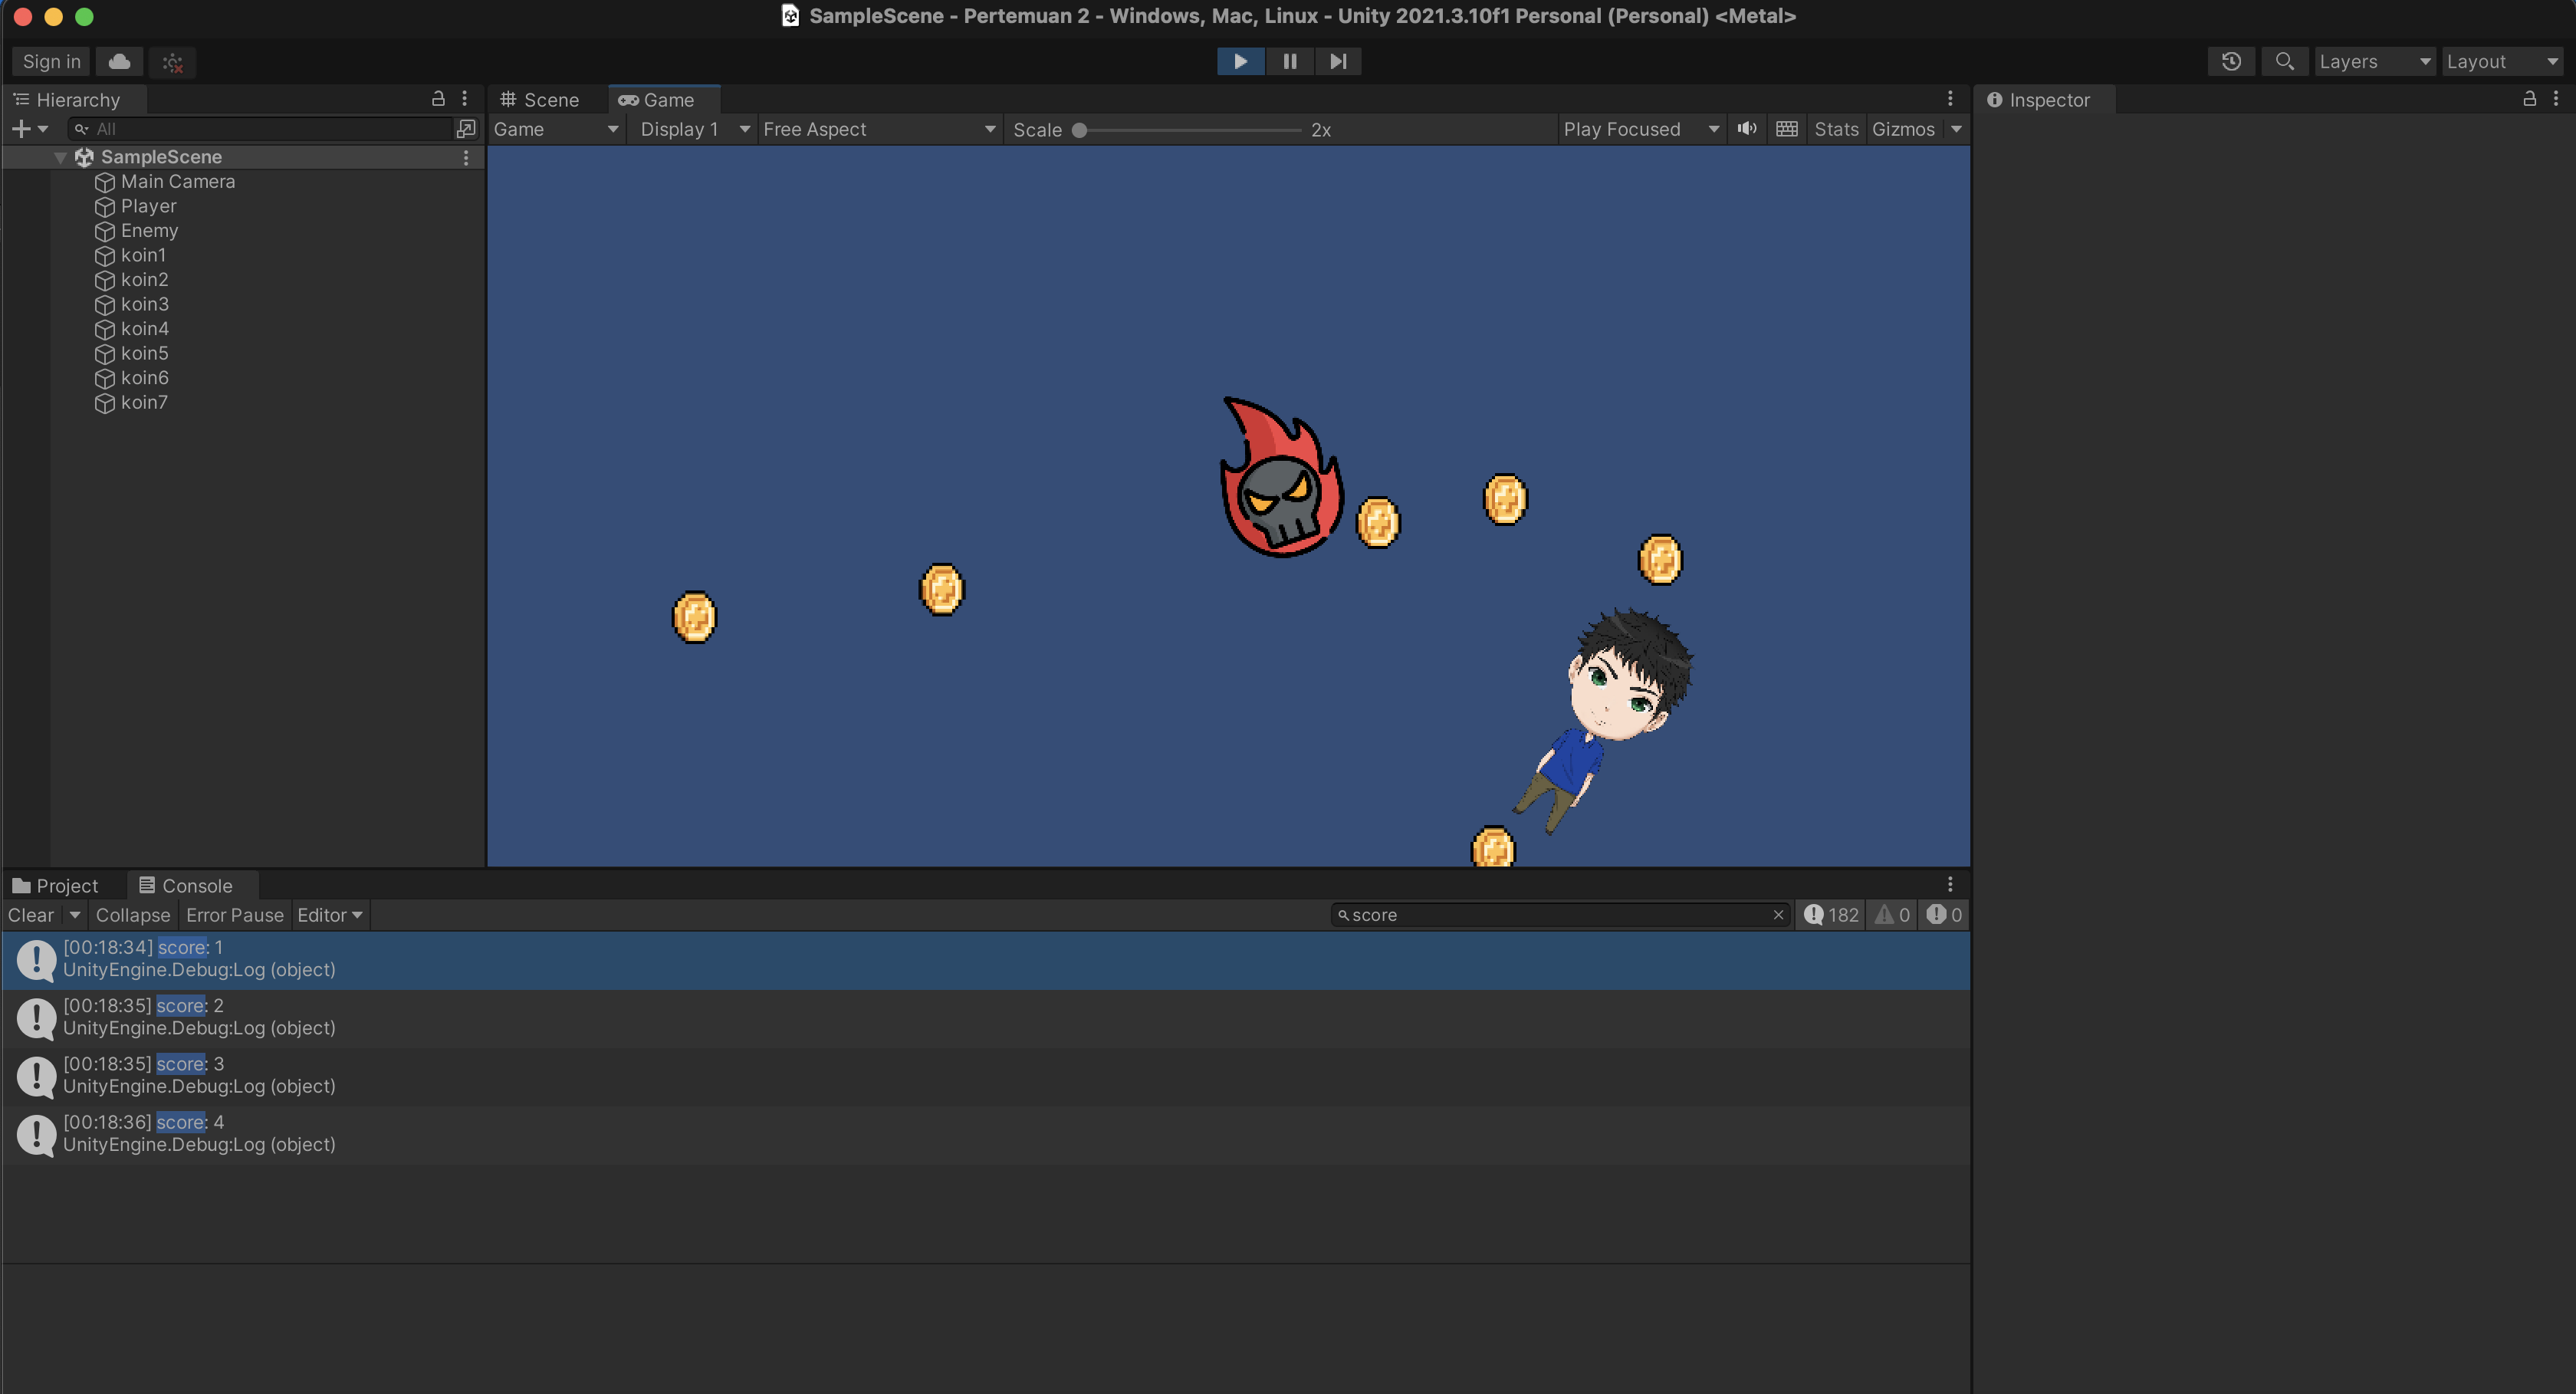 SampleScene - Pertemuan 2 - Windows, Mac, Linux - Unity 2021.3.10f1 Personal (Personal) <Metal>
Sign in
Layers
Layout
Hierarchy
All
SampleScene
Main Camera
Player
Enemy
koin1
koin2
koin3
koin4
koin5
koin6
koin7
Scene
Game
Game
Display 1
Free Aspect
Scale
2x
Play Focused
Stats
Gizmos
Inspector
Project
Console
Clear
Collapse
Error Pause
Editor
score
182
0
0
[00:18:34] score: 1
UnityEngine.Debug:Log (object)
[00:18:35] score: 2
UnityEngine.Debug:Log (object)
[00:18:35] score: 3
UnityEngine.Debug:Log (object)
[00:18:36] score: 4
UnityEngine.Debug:Log (object)